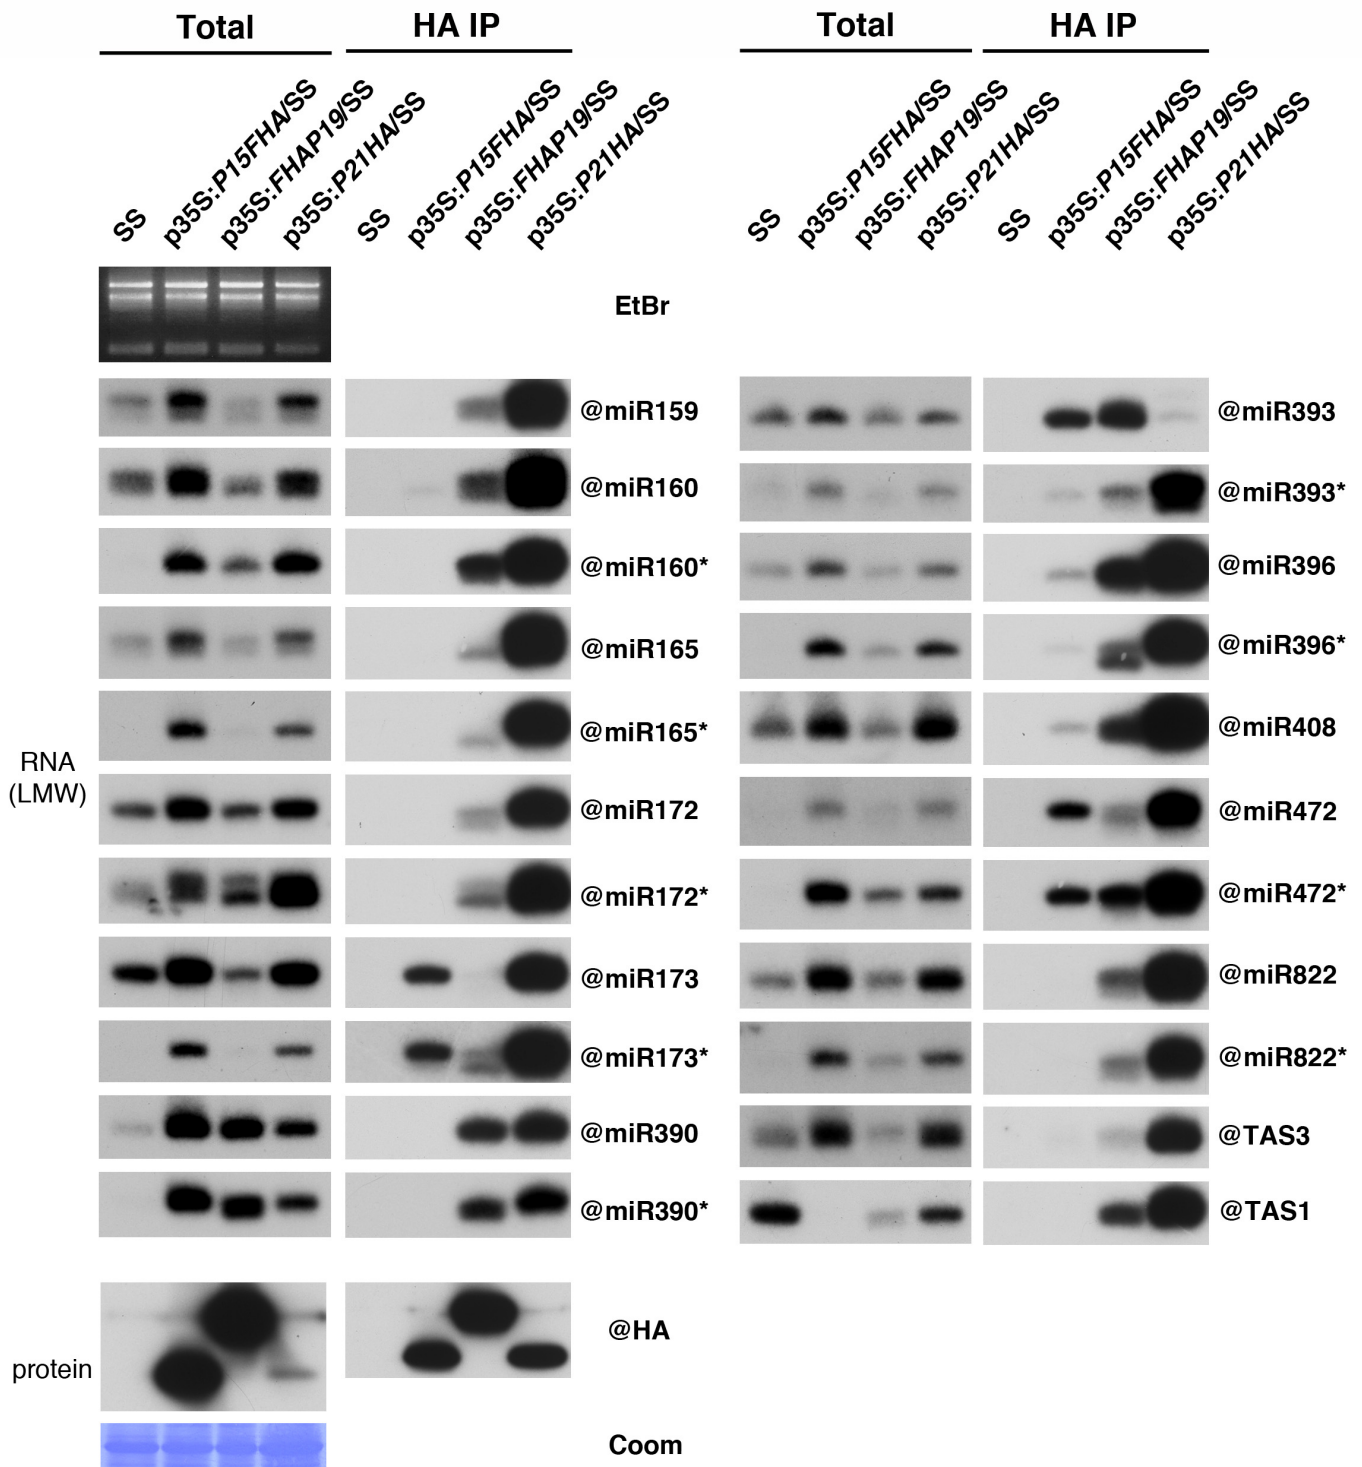 Total
HA IP
Total
HA IP
SS
p35S:P15FHA/SS
p35S:FHAP19/SS
p35S:P21HA/SS
SS
p35S:P15FHA/SS
p35S:FHAP19/SS
p35S:P21HA/SS
SS
p35S:P15FHA/SS
p35S:FHAP19/SS
p35S:P21HA/SS
SS
p35S:P15FHA/SS
p35S:FHAP19/SS
p35S:P21HA/SS
EtBr
RNA
(LMW)
@miR159
@miR160
@miR160*
@miR165
@miR165*
@miR172
@miR172*
@miR173
@miR173*
@miR390
@miR390*
@miR393
@miR393*
@miR396
@miR396*
@miR408
@miR472
@miR472*
@miR822
@miR822*
@TAS3
@TAS1
protein
@HA
Coom